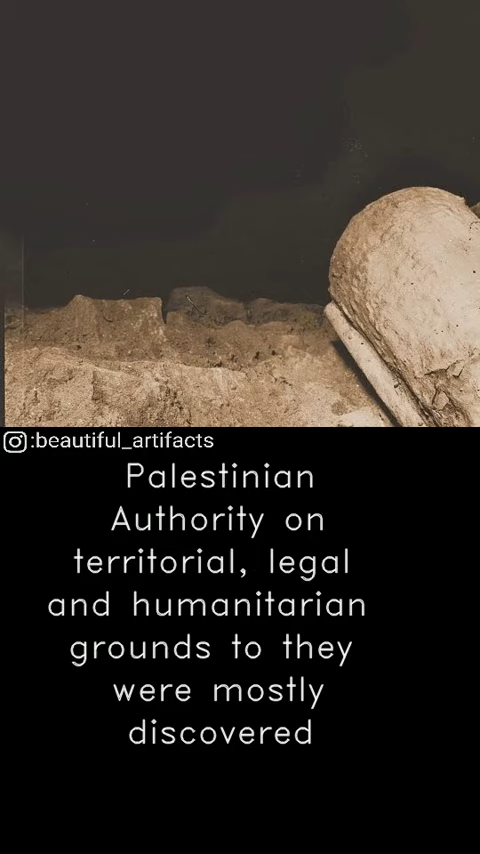 :beautiful_artifacts
Palestinian
Authority on
territorial, legal
and humanitarian
grounds to they
were mostly
discovered